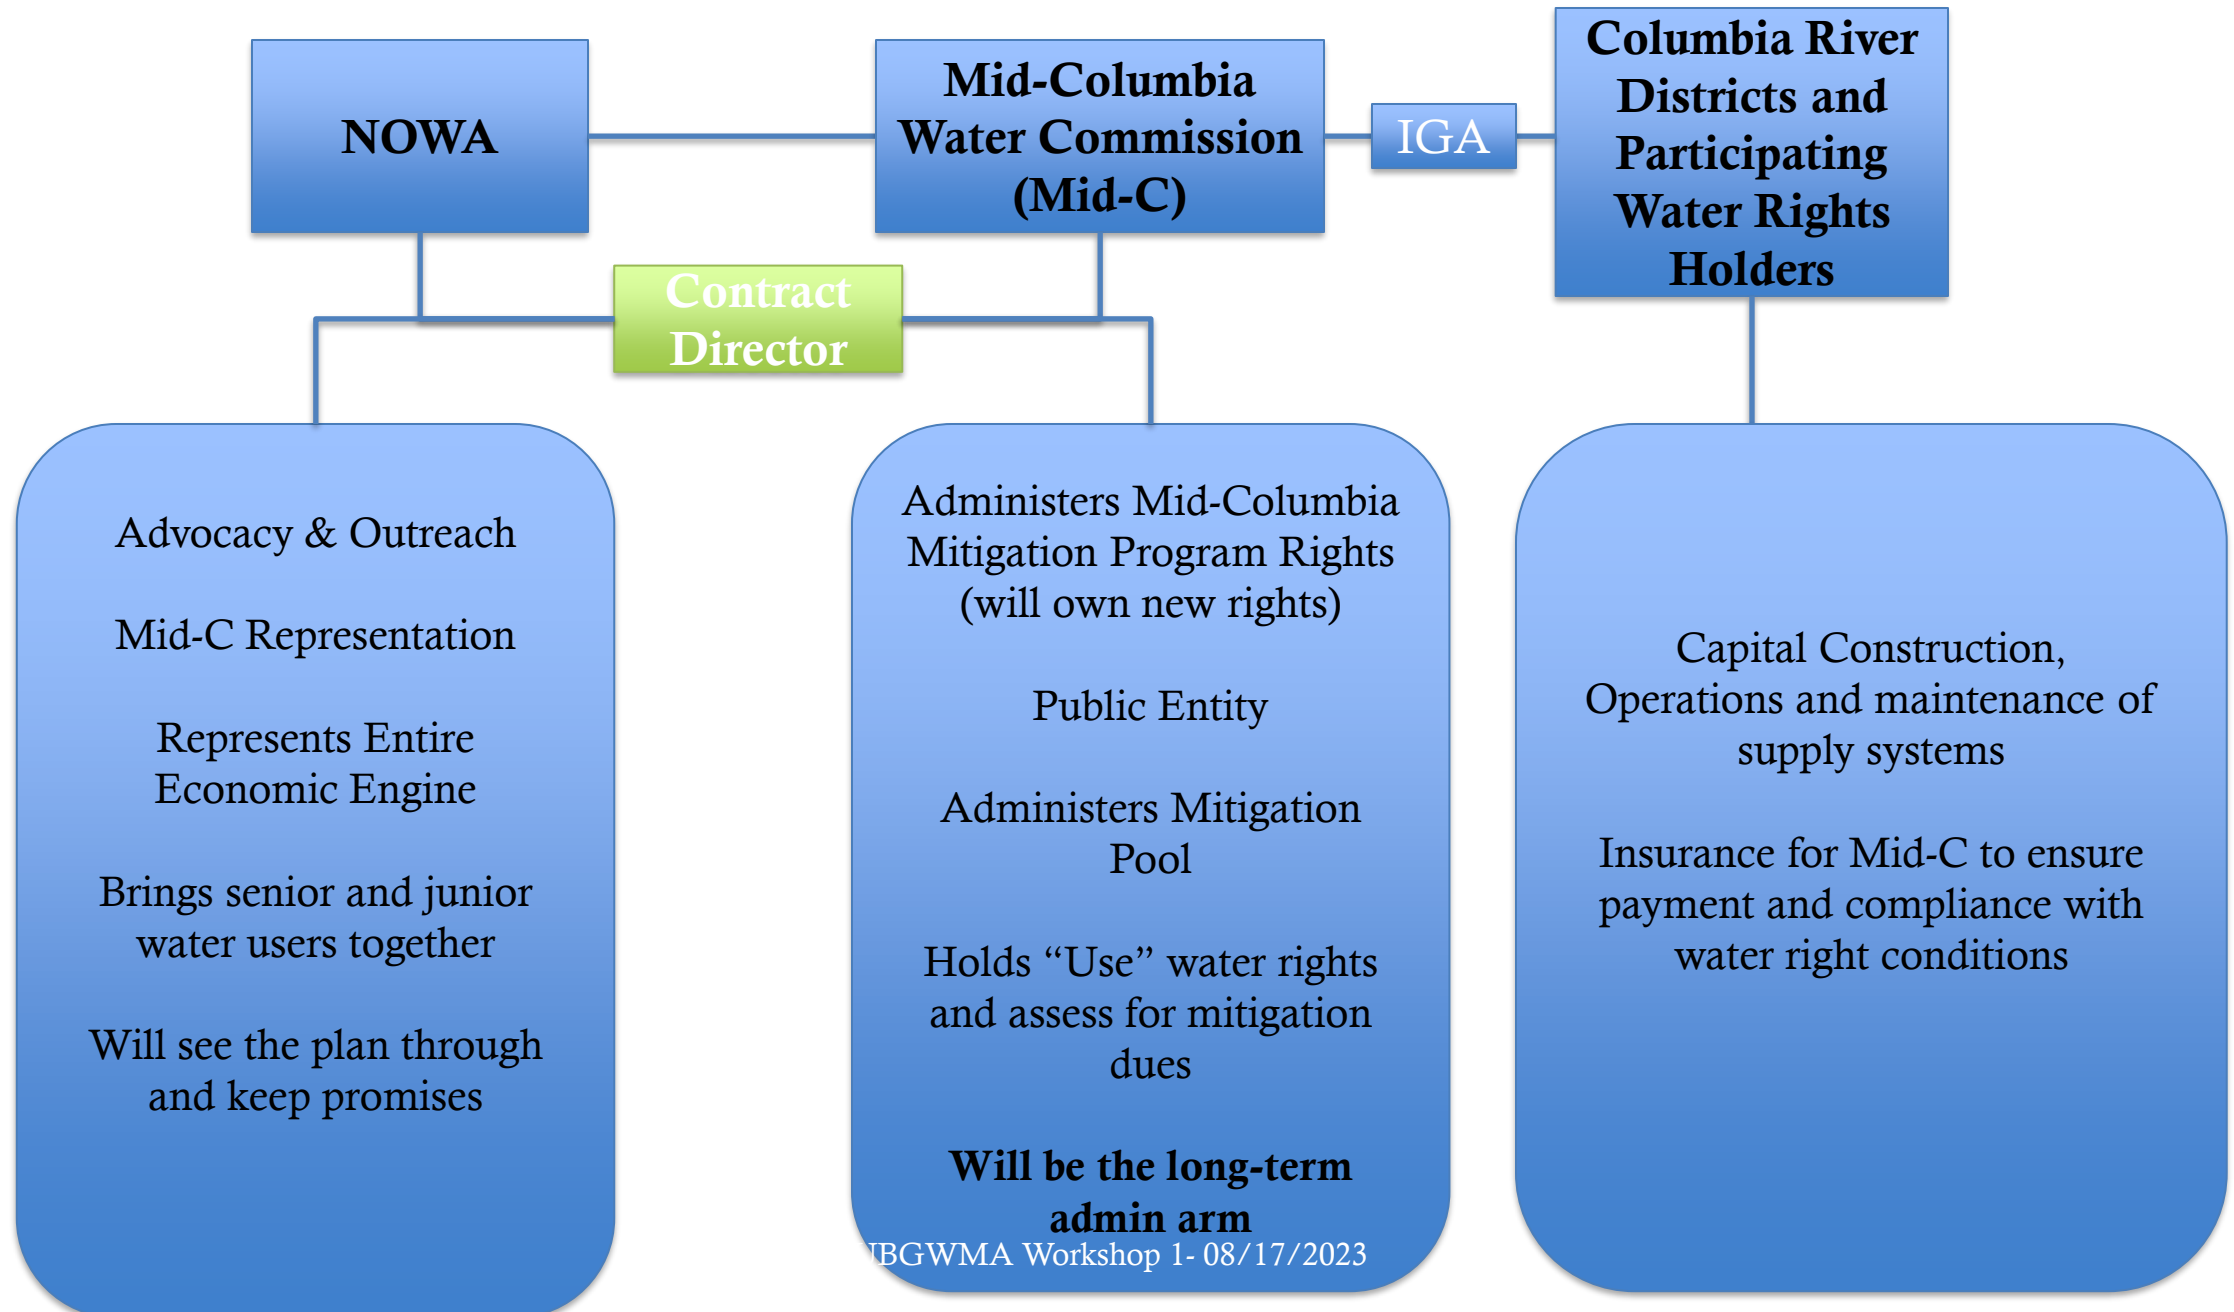 NOWA
Mid-Columbia
Water Commission
(Mid-C)
IGA
Columbia River
Districts and
Participating
Water Rights
Holders
Contract
Director
Advocacy & Outreach
Mid-C Representation
Represents Entire
Economic Engine
Brings senior and junior
water users together
Will see the plan through
and keep promises
Administers Mid-Columbia
Mitigation Program Rights
(will own new rights)
Public Entity
Administers Mitigation
Pool
Holds “Use” water rights
and assess for mitigation
dues
Will be the long-term
admin arm
Capital Construction,
Operations and maintenance of
supply systems
Insurance for Mid-C to ensure
payment and compliance with
water right conditions
Workshop 1- 08/17/2023